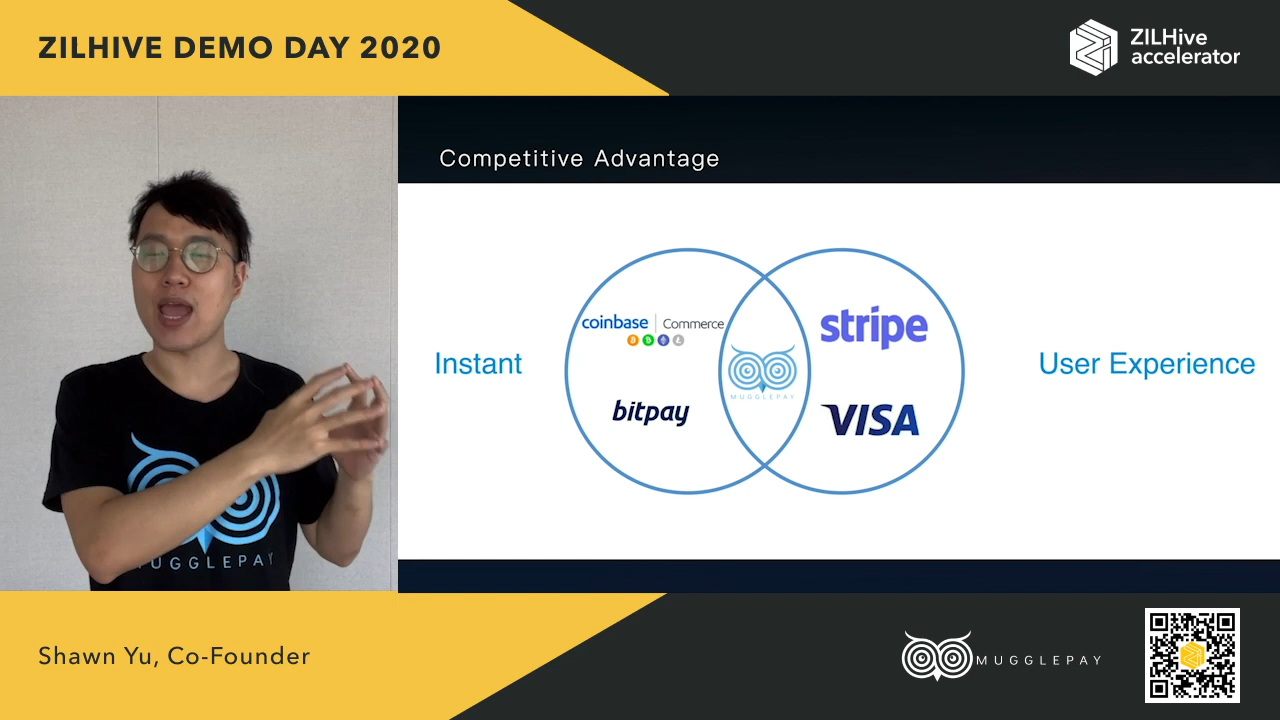 ZILHIVE DEMO DAY 2020
ZILHive
accelerator
Competitive Advantage
Instant
coinbase | Commerce
bitpay
MUGGLEPAY
stripe
VISA
User Experience
MUGGLEPAY
Shawn Yu, Co-Founder
MUGGLEPAY